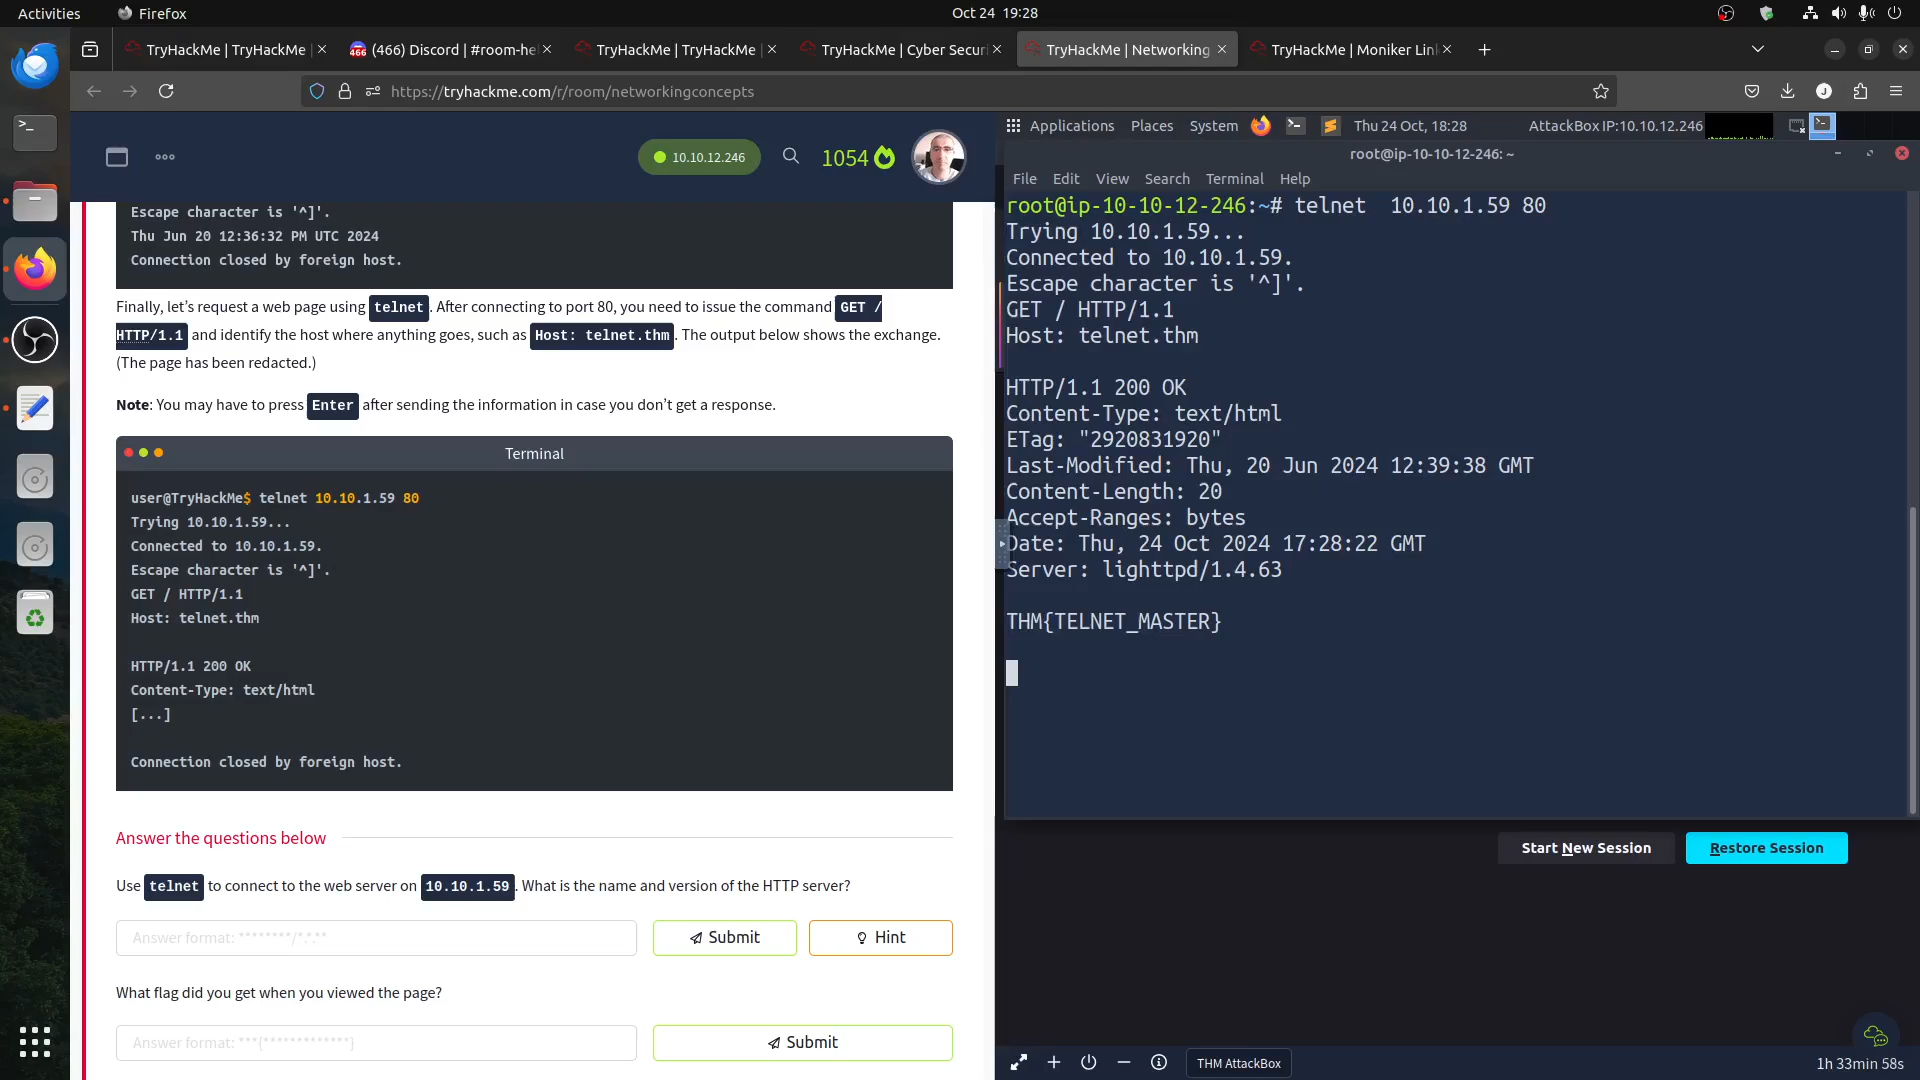 Activities
Firefox
Oct 24 19:28
TryHackMe | TryHackMe
(466) Discord | #room-he
TryHackMe | TryHackMe
TryHackMe | Cyber Securi
TryHackMe | Networking
TryHackMe | Moniker Lin
https://tryhackme.com/r/room/networkingconcepts
10.10.12.246
1054
Escape character is '^]'.
Thu Jun 20 12:36:32 PM UTC 2024
Connection closed by foreign host.
Finally, let’s request a web page using telnet. After connecting to port 80, you need to issue the command GET /
HTTP/1.1 and identify the host where anything goes, such as Host: telnet.thm. The output below shows the exchange.
(The page has been redacted.)
Note: You may have to press Enter after sending the information in case you don’t get a response.
Terminal
user@TryHackMe$ telnet 10.10.1.59 80
Trying 10.10.1.59...
Connected to 10.10.1.59.
Escape character is '^]'.
GET / HTTP/1.1
Host: telnet.thm
HTTP/1.1 200 OK
Content-Type: text/html
[...]
Connection closed by foreign host.
Answer the questions below
Use telnet to connect to the web server on 10.10.1.59. What is the name and version of the HTTP server?
Answer format: ********/*.*.**
Submit
Hint
What flag did you get when you viewed the page?
Answer format: ***{*************}
Submit
Applications Places System
Thu 24 Oct, 18:28
AttackBox IP:10.10.12.246
root@ip-10-10-12-246: ~
File Edit View Search Terminal Help
root@ip-10-10-12-246:~# telnet  10.10.1.59 80
Trying 10.10.1.59...
Connected to 10.10.1.59.
Escape character is '^]'.
GET / HTTP/1.1
Host: telnet.thm
HTTP/1.1 200 OK
Content-Type: text/html
ETag: "2920831920"
Last-Modified: Thu, 20 Jun 2024 12:39:38 GMT
Content-Length: 20
Accept-Ranges: bytes
Date: Thu, 24 Oct 2024 17:28:22 GMT
Server: lighttpd/1.4.63
THM{TELNET_MASTER}
Start New Session
Restore Session
THM AttackBox
1h 33min 58s